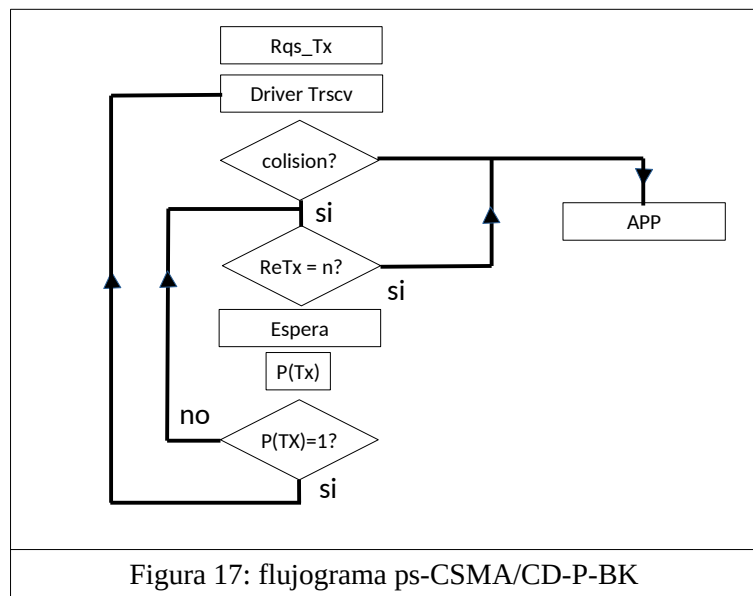 Rqs_Tx
Driver Trscv
colision?
si
APP
ReTx = n?
si
Espera
P(Tx)
no
P(TX)=1?
si
Figura 17: flujograma ps-CSMA/CD-P-BK